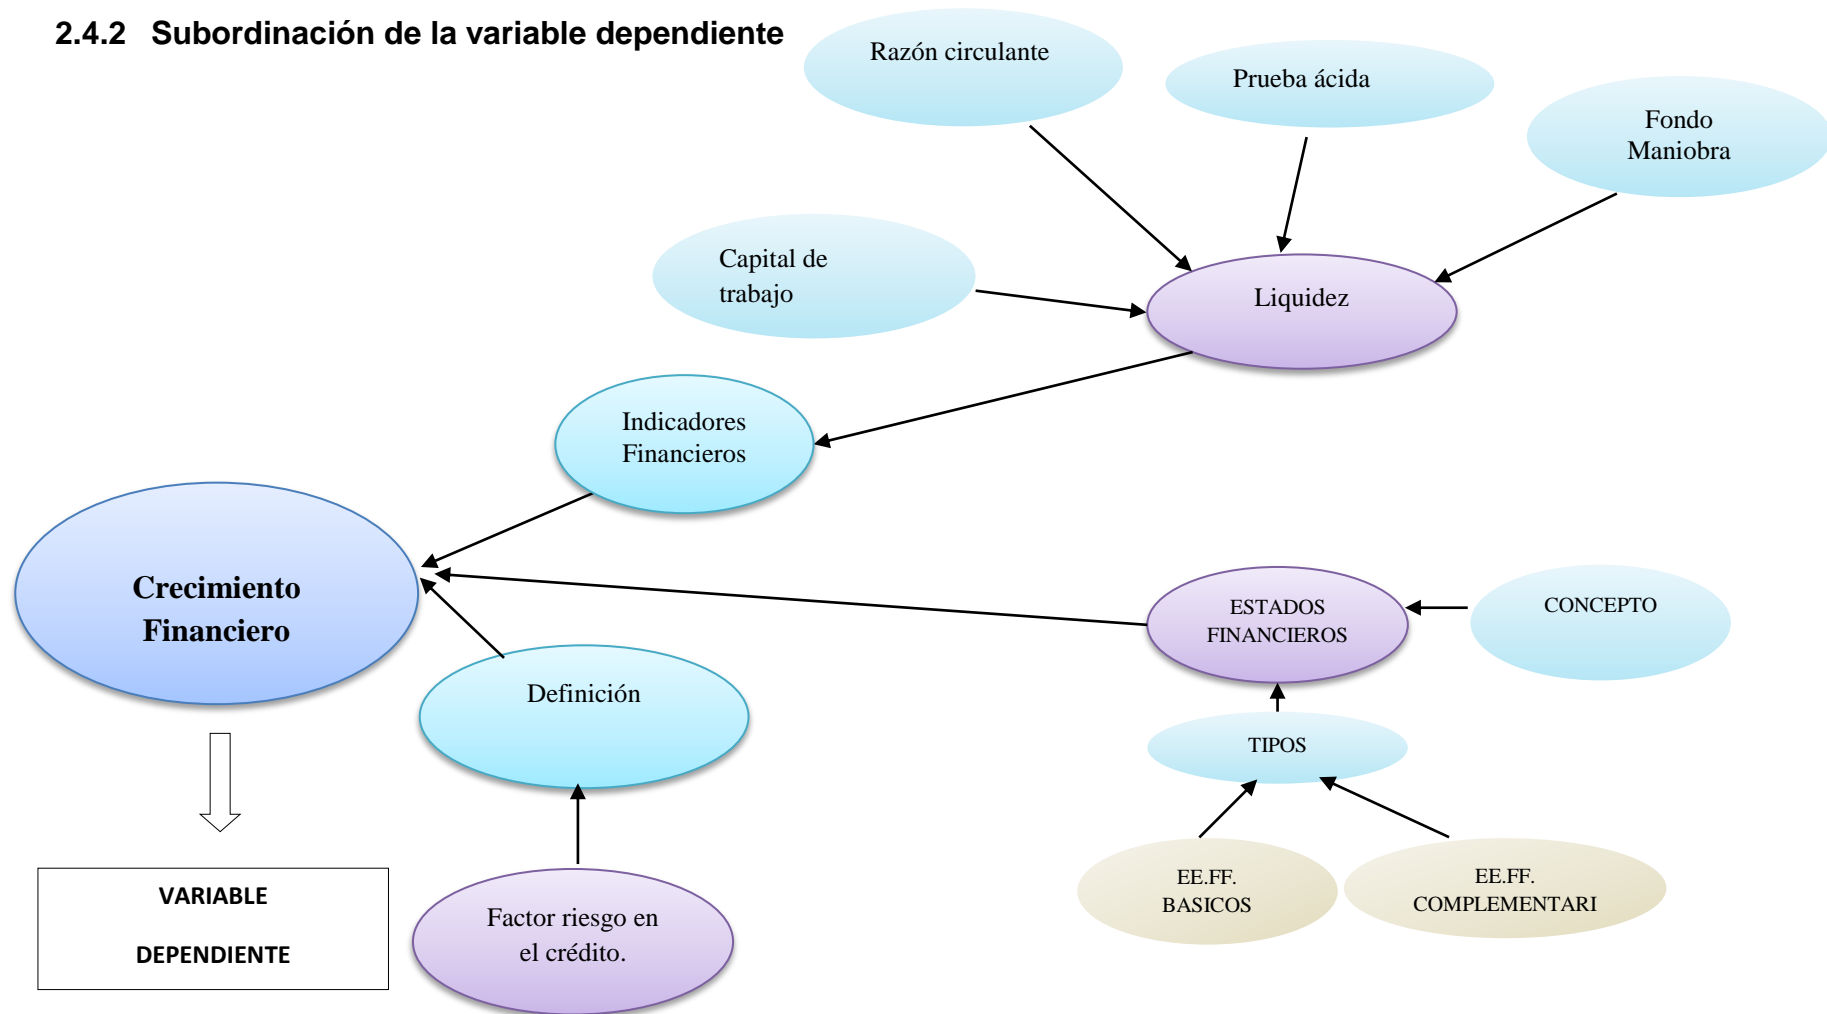 2.4.2 Subordinación de la variable dependiente
Razón circulante
Prueba ácida
Fondo
Maniobra
Capital de
trabajo
Liquidez
Indicadores
Financieros
Crecimiento
Financiero
ESTADOS
FINANCIEROS
CONCEPTO
Definición
TIPOS
EE.FF.
BASICOS
EE.FF.
COMPLEMENTARI
VARIABLE
DEPENDIENTE
Factor riesgo en
el crédito.